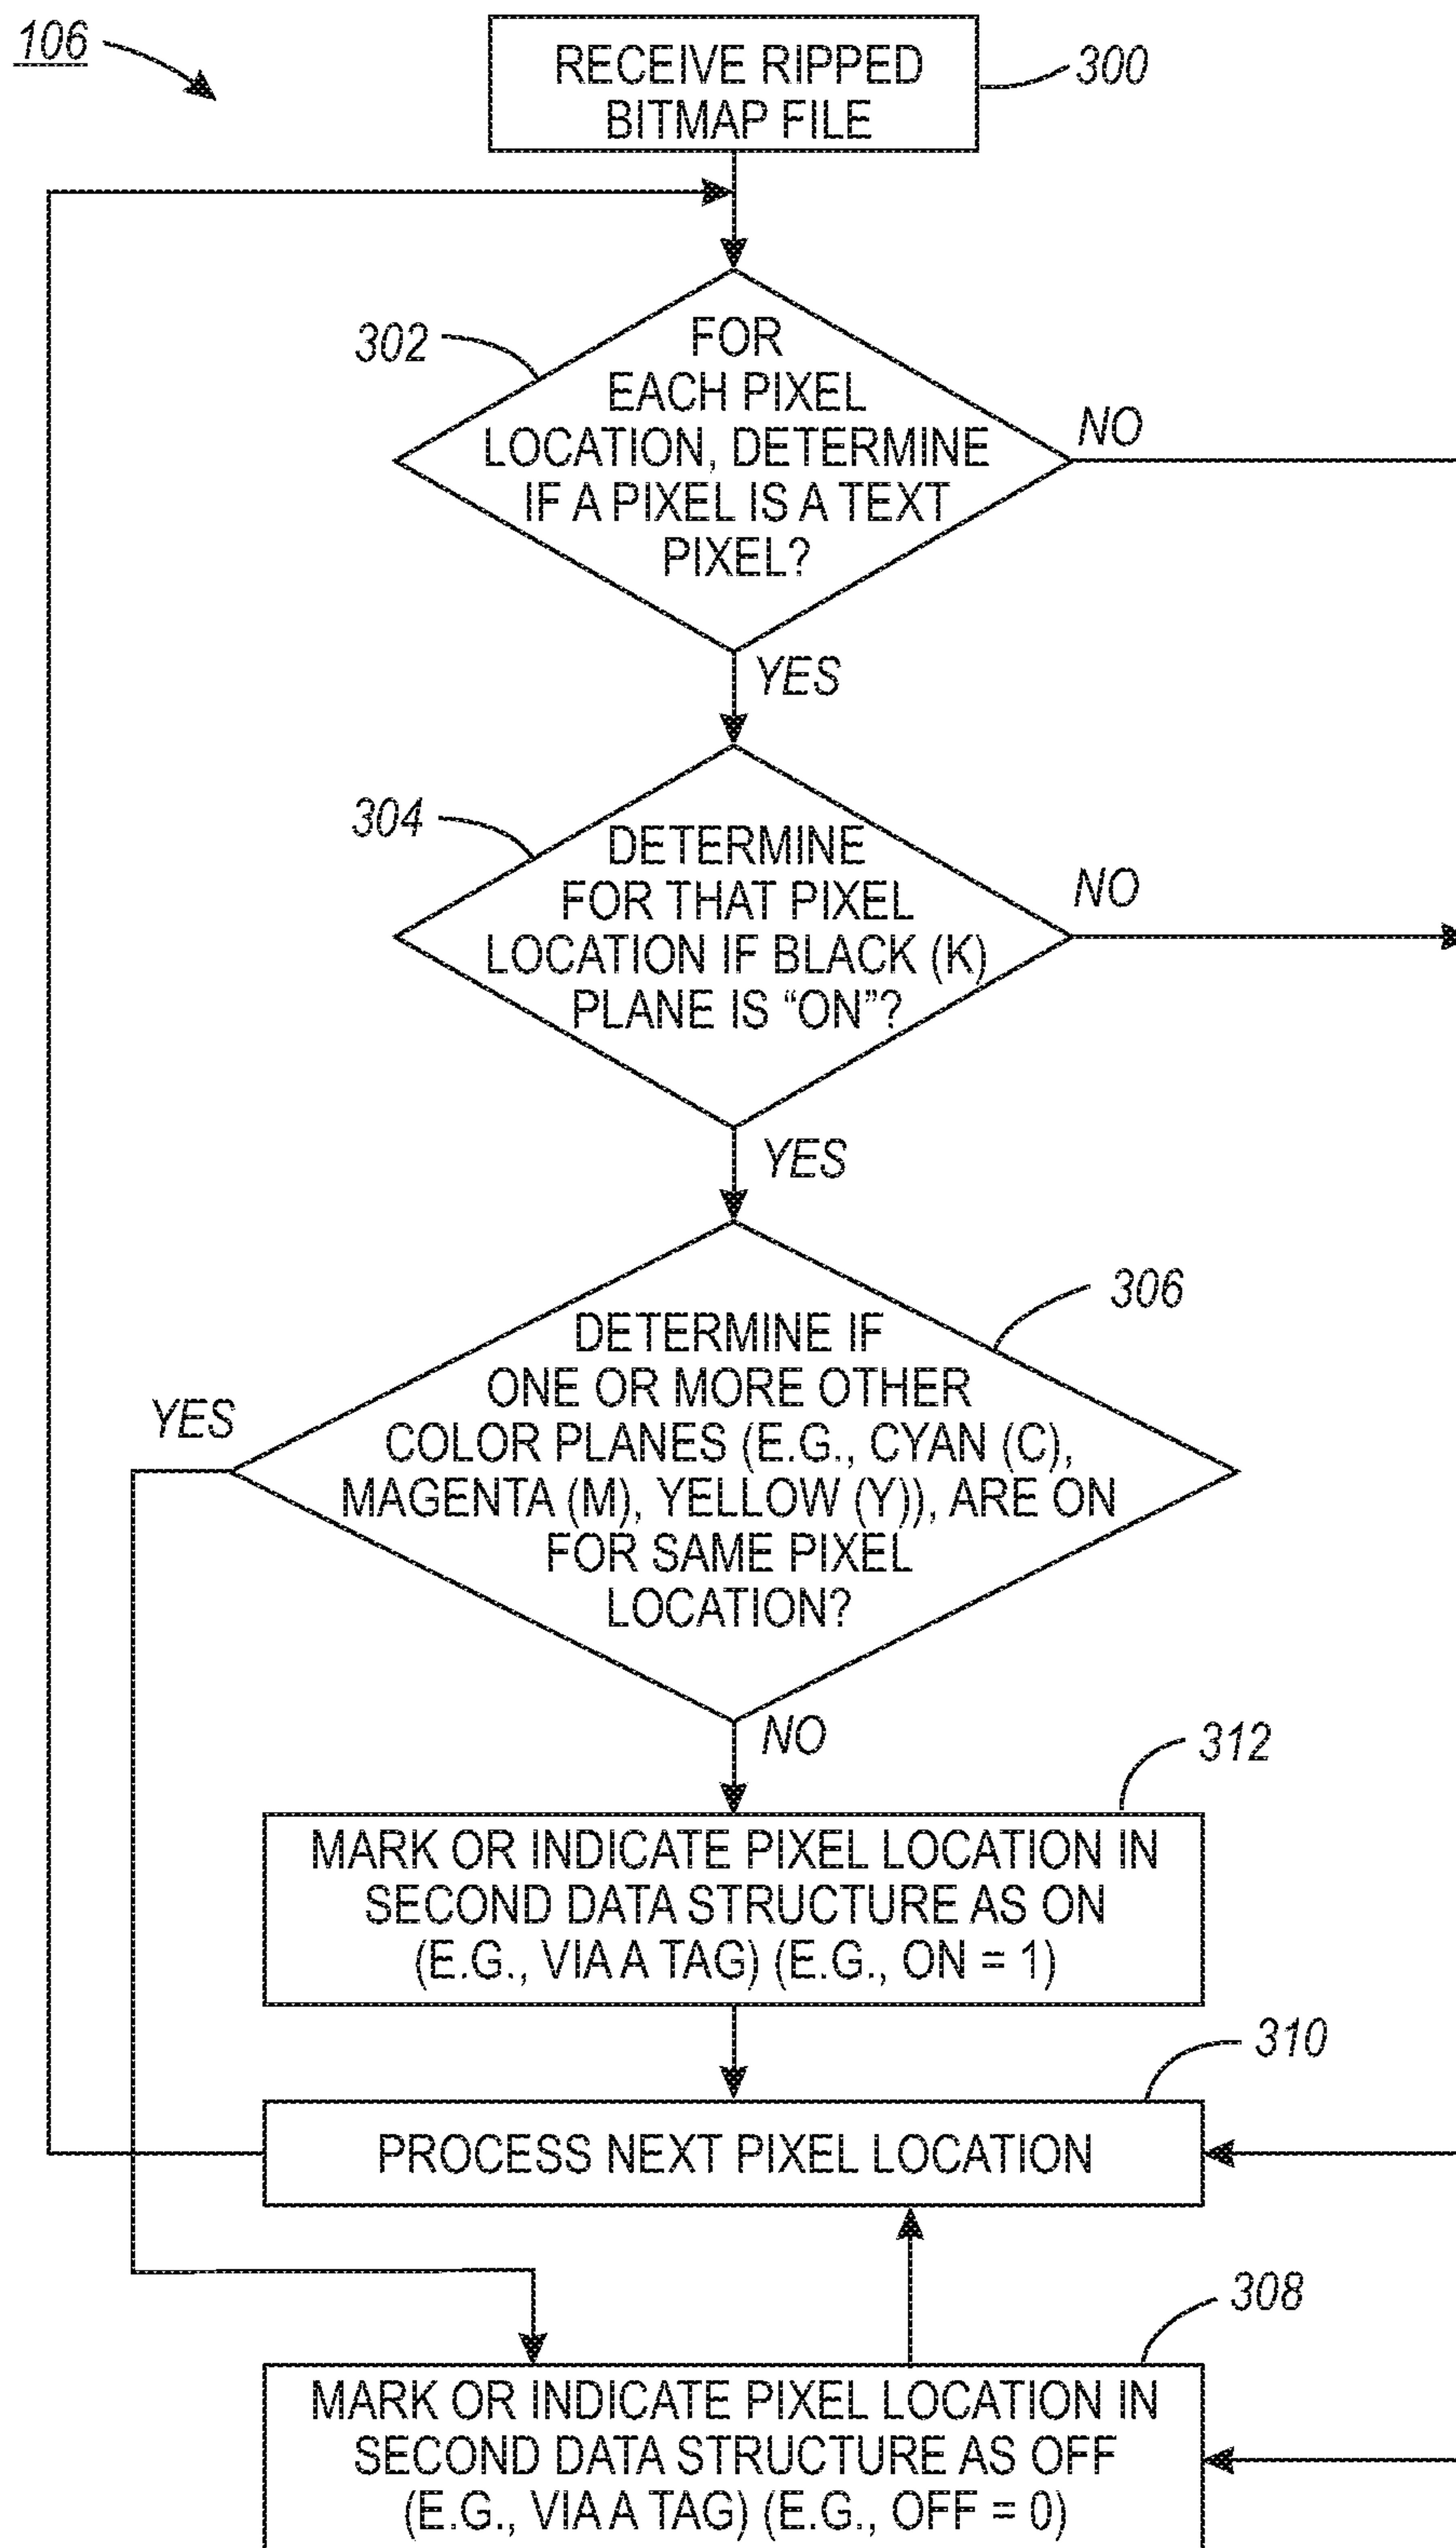 106
RECEIVE RIPPED
BITMAP FILE
300
302
FOR
EACH PIXEL
LOCATION, DETERMINE
IF A PIXEL IS A TEXT
PIXEL?
NO
YES
304
DETERMINE
FOR THAT PIXEL
LOCATION IF BLACK (K)
PLANE IS “ON”?
NO
YES
306
DETERMINE IF
ONE OR MORE OTHER
COLOR PLANES (E.G., CYAN (C),
MAGENTA (M), YELLOW (Y)), ARE ON
FOR SAME PIXEL
LOCATION?
YES
NO
312
MARK OR INDICATE PIXEL LOCATION IN
SECOND DATA STRUCTURE AS ON
(E.G., VIA A TAG) (E.G., ON = 1)
310
PROCESS NEXT PIXEL LOCATION
308
MARK OR INDICATE PIXEL LOCATION IN
SECOND DATA STRUCTURE AS OFF
(E.G., VIA A TAG) (E.G., OFF = 0)